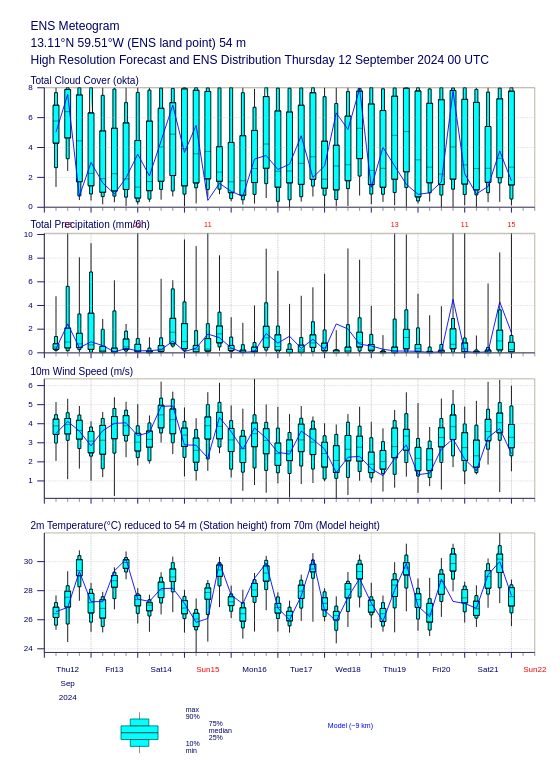 ENS Meteogram
13.11°N 59.51°W (ENS land point) 54 m
High Resolution Forecast and ENS Distribution Thursday 12 September 2024 00 UTC
Total Cloud Cover (okta)
8
6
4
2
0
Total Precipitation (mm/6h)
13 11 15
11
10
8
6
4
2
0
10m Wind Speed (m/s)
6
5
4
3
2
1
2m Temperature(°C) reduced to 54 m (Station height) from 70m (Model height)
30
28
26
24
Thu12 Fri13 Sat14 Sun15 Mon16 Tue17 Wed18 Thu19 Fri20 Sat21 Sun22
Sep
2024
max
90%
75%
median
25%
10%
min
Model (~9 km)